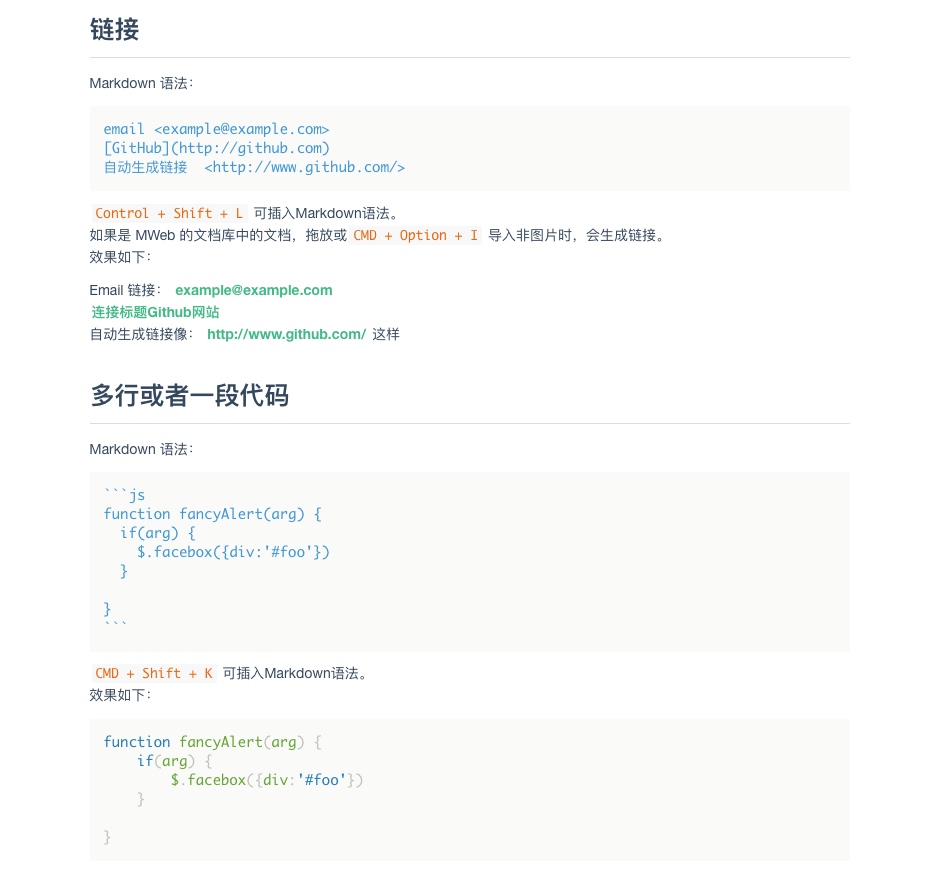 链接
Markdown 语法：
email <example@example.com>
[GitHub](http://github.com)
自动生成链接  <http://www.github.com/>
Control + Shift + L 可插入Markdown语法。
如果是 MWeb 的文档库中的文档，拖放或 CMD + Option + I 导入非图片时，会生成链接。
效果如下：
Email 链接： example@example.com
连接标题Github网站
自动生成链接像： http://www.github.com/ 这样
多行或者一段代码
Markdown 语法：
```js
function fancyAlert(arg) {
  if(arg) {
    $.facebox({div:'#foo'})
  }
}
```
CMD + Shift + K 可插入Markdown语法。
效果如下：
function fancyAlert(arg) {
    if(arg) {
        $.facebox({div:'#foo'})
    }
}